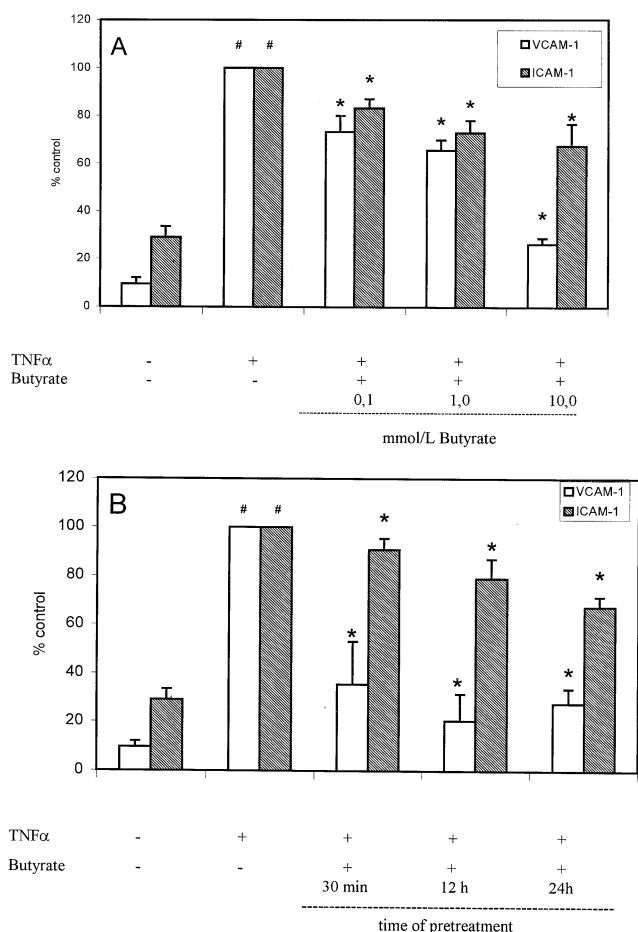 A
# #
VCAM-1
ICAM-1
120
100
80
60
40
20
0
% control
* * * * * *
TNFα - + + + +
Butyrate - - + + +
0,1 1,0 10,0
mmol/L Butyrate
B
# #
VCAM-1
ICAM-1
120
100
80
60
40
20
0
% control
* * * * * *
TNFα - + + + +
Butyrate - - + + +
30 min 12 h 24h
time of pretreatment